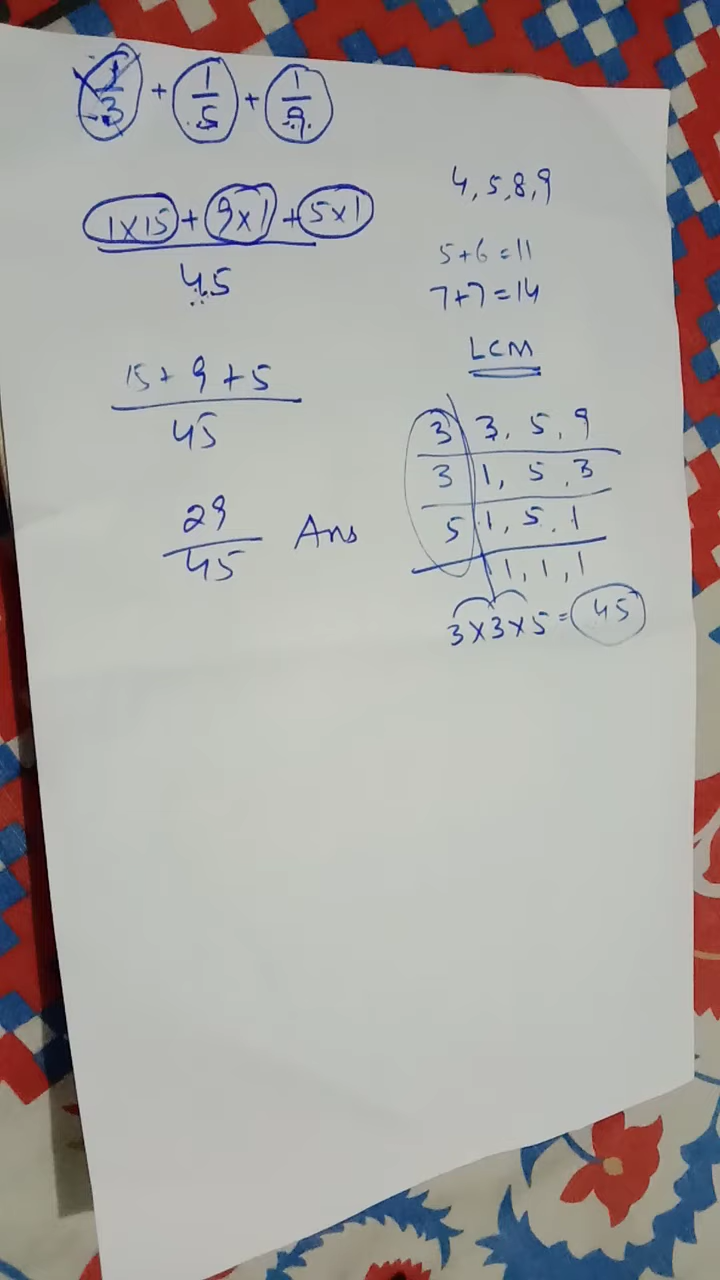 1/3 + 1/5 + 1/9
1x15 + 9x1 + 5x1
45
15 + 9 + 5
45
29
45
Ans
4, 5, 8, 9
5+6 = 11
7+7 = 14
LCM
3 3, 5, 9
3 1, 5, 3
5 1, 5, 1
1, 1, 1
3x3x5 = 45